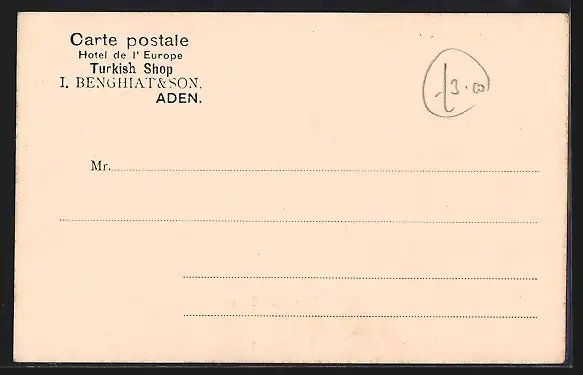 Carte postale
Hotel de l' Europe
Turkish Shop
I. BENGHIAT & SON.
ADEN.
Mr.